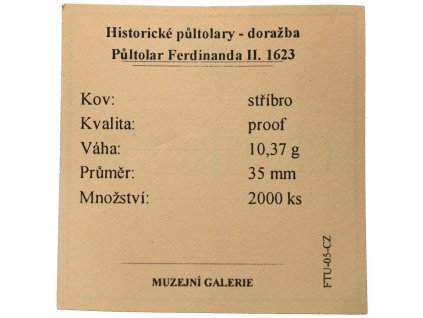 Historické půltolary - doražba
Půltolar Ferdinanda II. 1623
Kov: stříbro
Kvalita: proof
Váha: 10,37 g
Průměr: 35 mm
Množství: 2000 ks
MUZEJNÍ GALERIE
FTU-05-CZ